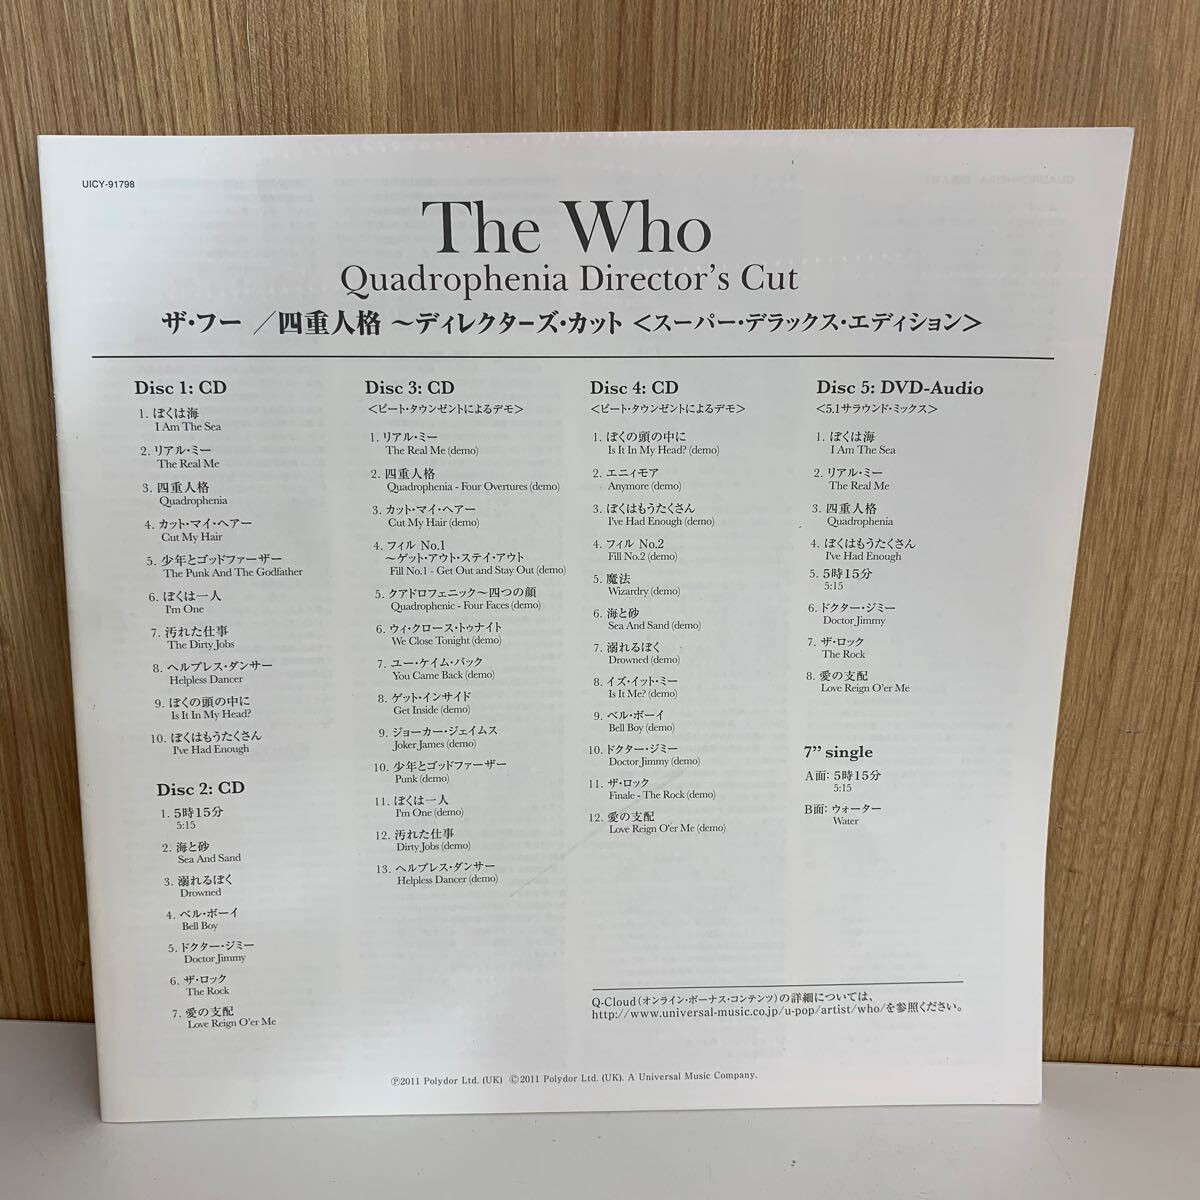 UICY-91798
The Who
Quadrophenia Director's Cut
ザ・フー ／四重人格 ～ディレクターズ・カット ＜スーパー・デラックス・エディション＞
Disc 1: CD
1. ぼくは海
I Am The Sea
2. リアル・ミー
The Real Me
3. 四重人格
Quadrophenia
4. カット・マイ・ヘアー
Cut My Hair
5. 少年とゴッドファーザー
The Punk And The Godfather
6. ぼくは一人
I'm One
7. 汚れた仕事
The Dirty Jobs
8. ヘルプレス・ダンサー
Helpless Dancer
9. ぼくの頭の中に
Is It In My Head?
10. ぼくはもうたくさん
I've Had Enough
Disc 2: CD
1. 5時15分
5:15
2. 海と砂
Sea And Sand
3. 溺れるぼく
Drowned
4. ベル・ボーイ
Bell Boy
5. ドクター・ジミー
Doctor Jimmy
6. ザ・ロック
The Rock
7. 愛の支配
Love Reign O'er Me
Disc 3: CD
＜ピート・タウンゼントによるデモ＞
1. リアル・ミー
The Real Me (demo)
2. 四重人格
Quadrophenia - Four Overtures (demo)
3. カット・マイ・ヘアー
Cut My Hair (demo)
4. フィル No.1
～ゲット・アウト・ステイ・アウト
Fill No.1 - Get Out and Stay Out (demo)
5. クアドロフェニック～四つの顔
Quadrophenic - Four Faces (demo)
6. ウィ・クロース・トゥナイト
We Close Tonight (demo)
7. ユー・ケイム・バック
You Came Back (demo)
8. ゲット・インサイド
Get Inside (demo)
9. ジョーカー・ジェイムス
Joker James (demo)
10. 少年とゴッドファーザー
Punk (demo)
11. ぼくは一人
I'm One (demo)
12. 汚れた仕事
Dirty Jobs (demo)
13. ヘルプレス・ダンサー
Helpless Dancer (demo)
Disc 4: CD
＜ピート・タウンゼントによるデモ＞
1. ぼくの頭の中に
Is It In My Head? (demo)
2. エニィモア
Anymore (demo)
3. ぼくはもうたくさん
I've Had Enough (demo)
4. フィル No.2
Fill No.2 (demo)
5. 魔法
Wizardry (demo)
6. 海と砂
Sea And Sand (demo)
7. 溺れるぼく
Drowned (demo)
8. イズ・イット・ミー
Is It Me? (demo)
9. ベル・ボーイ
Bell Boy (demo)
10. ドクター・ジミー
Doctor Jimmy (demo)
11. ザ・ロック
Finale - The Rock (demo)
12. 愛の支配
Love Reign O'er Me (demo)
Disc 5: DVD-Audio
＜5.1サラウンド・ミックス＞
1. ぼくは海
I Am The Sea
2. リアル・ミー
The Real Me
3. 四重人格
Quadrophenia
4. ぼくはもうたくさん
I've Had Enough
5. 5時15分
5:15
6. ドクター・ジミー
Doctor Jimmy
7. ザ・ロック
The Rock
8. 愛の支配
Love Reign O'er Me
7” single
A面: 5時15分
5:15
B面: ウォーター
Water
Q-Cloud（オンライン・ボーナス・コンテンツ）の詳細については、
http://www.universal-music.co.jp/u-pop/artist/who/を参照ください。
Ⓟ2011 Polydor Ltd. (UK) Ⓒ2011 Polydor Ltd. (UK). A Universal Music Company.